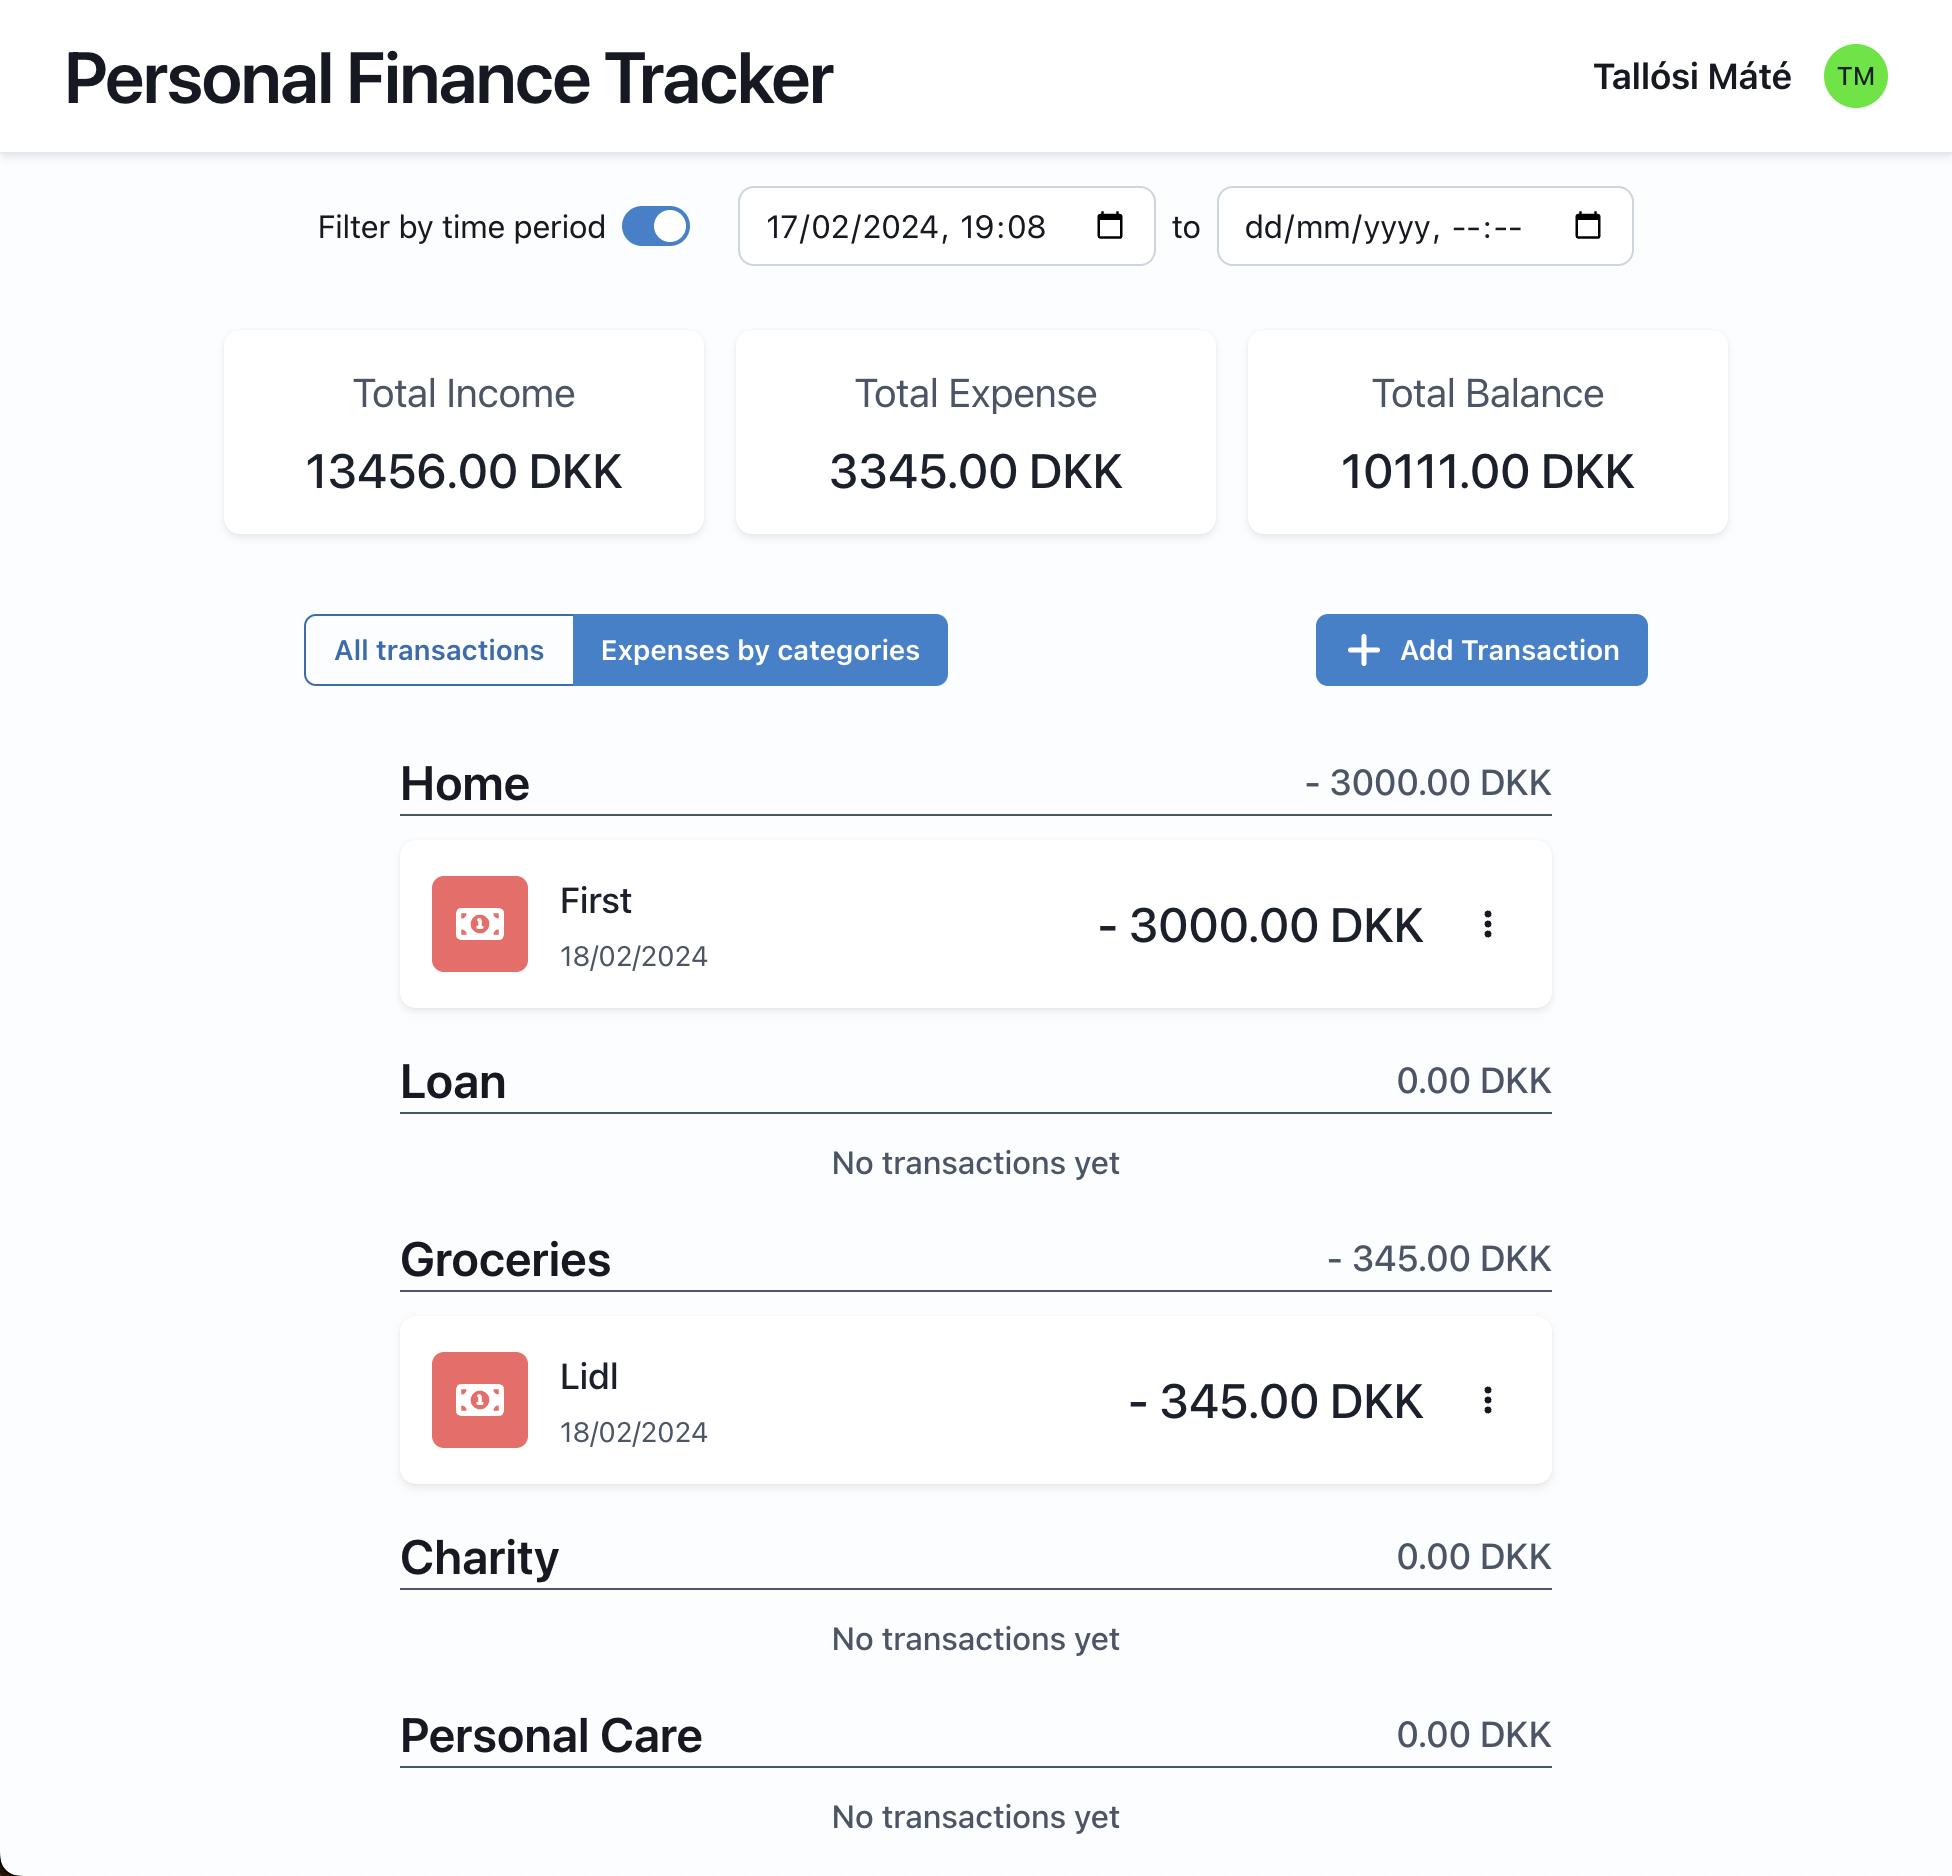 Personal Finance Tracker
Tallósi Máté TM
Filter by time period 17/02/2024, 19:08 to dd/mm/yyyy, --:--
Total Income Total Expense Total Balance
13456.00 DKK 3345.00 DKK 10111.00 DKK
All transactions Expenses by categories Add Transaction
Home - 3000.00 DKK
First
18/02/2024
- 3000.00 DKK
Loan 0.00 DKK
No transactions yet
Groceries - 345.00 DKK
Lidl
18/02/2024
- 345.00 DKK
Charity 0.00 DKK
No transactions yet
Personal Care 0.00 DKK
No transactions yet